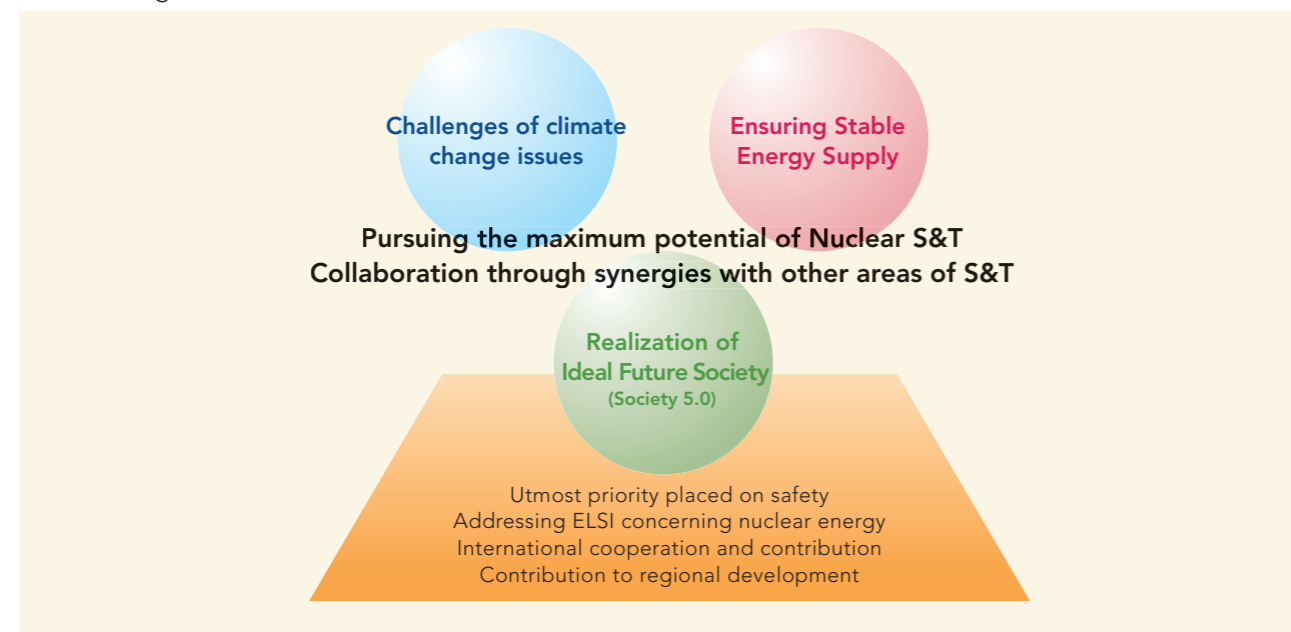 Challenges of climate
change issues
Ensuring Stable
Energy Supply
Pursuing the maximum potential of Nuclear S&T
Collaboration through synergies with other areas of S&T
Realization of
Ideal Future Society
(Society 5.0)
Utmost priority placed on safety
Addressing ELSI concerning nuclear energy
International cooperation and contribution
Contribution to regional development